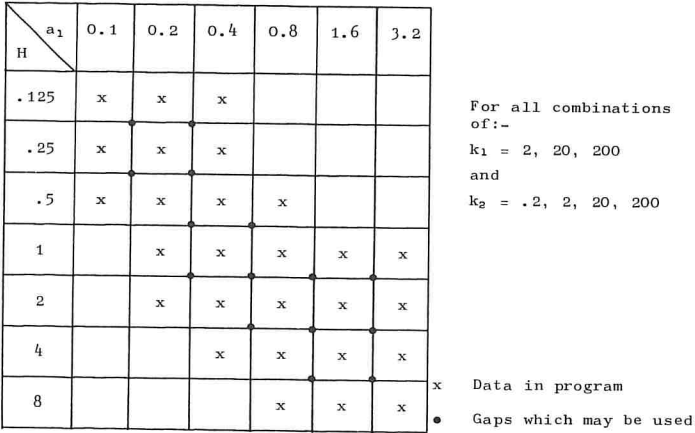 a₁ 0.1 0.2 0.4 0.8 1.6 3.2
H
.125 x x x
.25 x x x
.5 x x x x
1 x x x x x
2 x x x x x
4 x x x x
8 x x x
For all combinations
of:-
k₁ = 2, 20, 200
and
k₂ = .2, 2, 20, 200
x Data in program
• Gaps which may be used